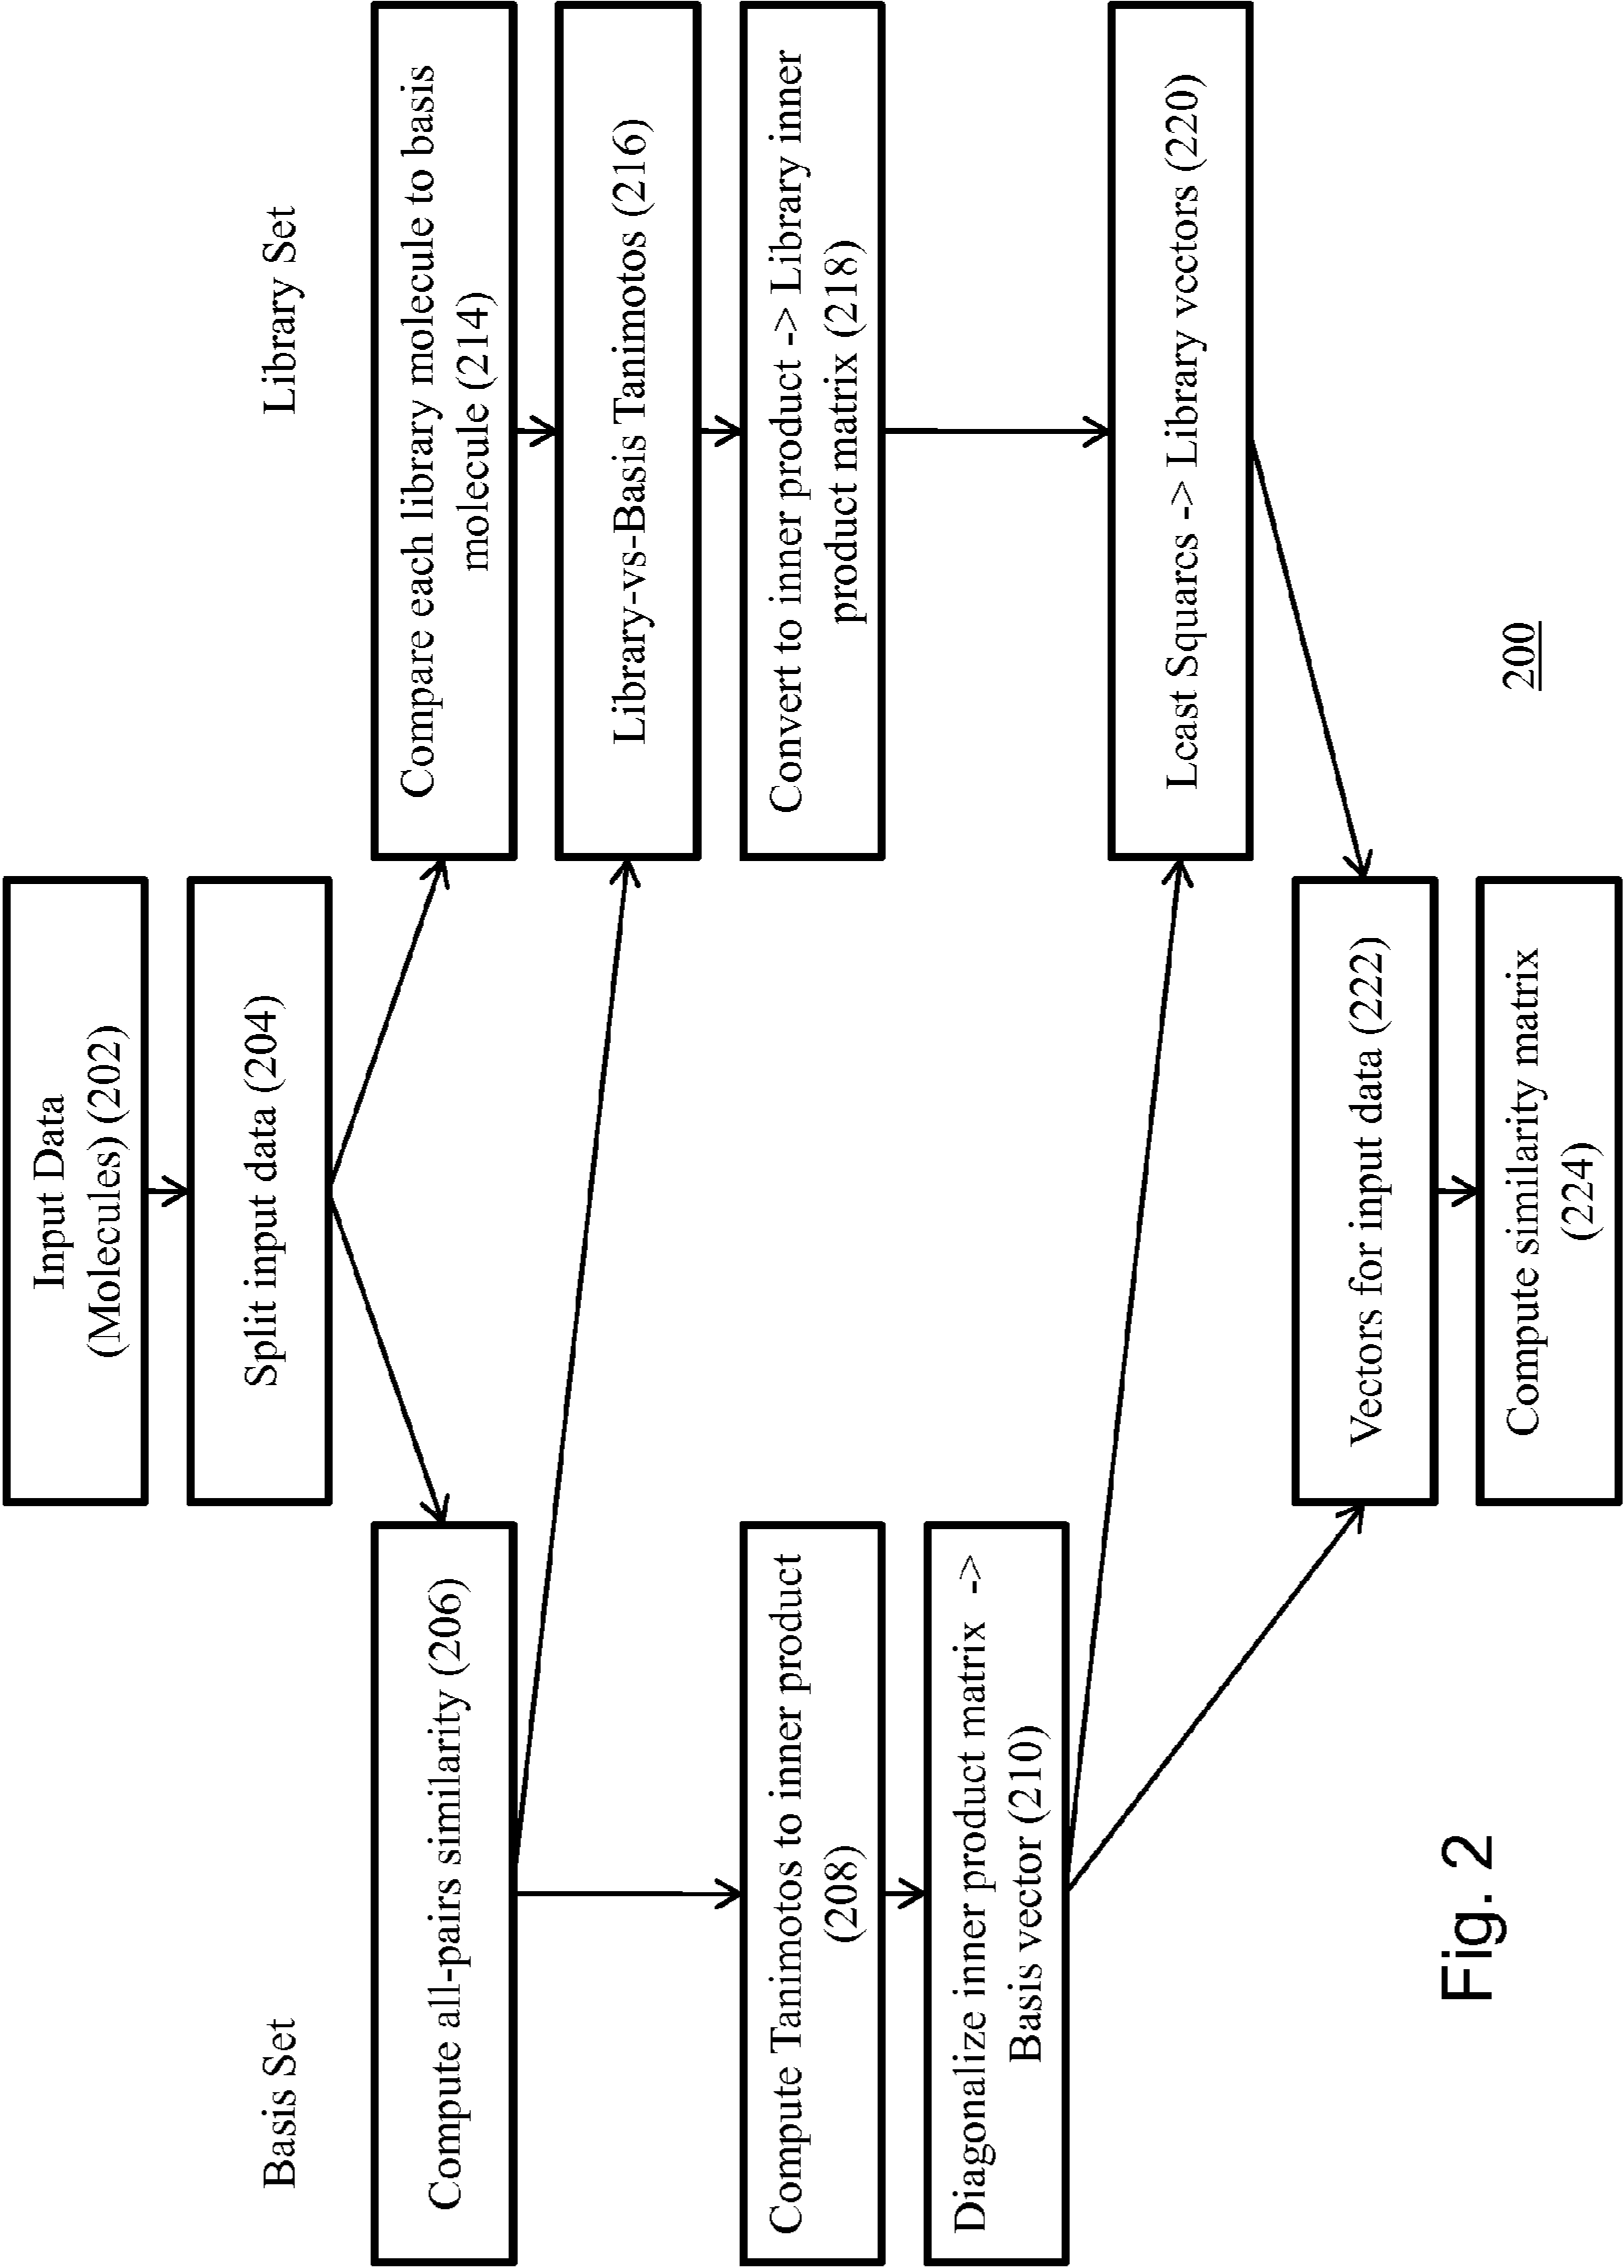 Input Data
(Molecules) (202)
Split input data (204)
Basis Set
Library Set
Compute all-pairs similarity (206)
Compare each library molecule to basis
molecule (214)
Library-vs-Basis Tanimotos (216)
Compute Tanimotos to inner product
(208)
Convert to inner product -> Library inner
product matrix (218)
Diagonalize inner product matrix ->
Basis vector (210)
Least Squares -> Library vectors (220)
Vectors for input data (222)
Compute similarity matrix
(224)
Fig. 2
200